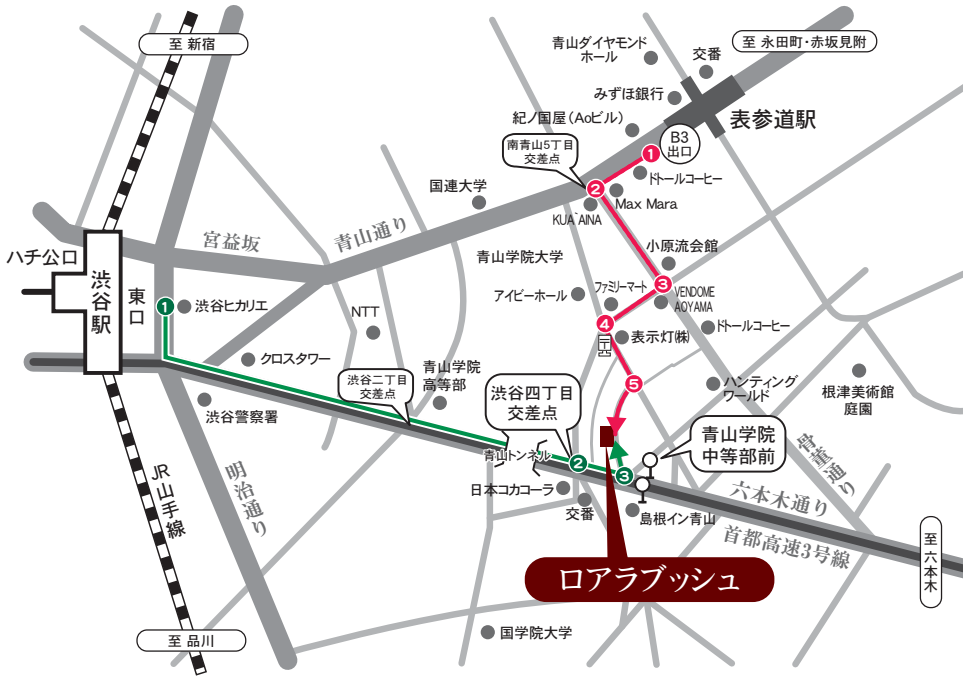 至 新宿
至 永田町・赤坂見附
青山ダイヤモンド
ホール
交番
みずほ銀行
表参道駅
紀ノ国屋(Aoビル)
B3
出口
南青山5丁目
交差点
1
ドトールコーヒー
2
Max Mara
国連大学
KUA`AINA
宮益坂
青山通り
小原流会館
青山学院大学
ハチ公口
渋谷駅
東口
3
VENDOME
AOYAMA
アイビーホール
ファミリーマート
1
渋谷ヒカリエ
NTT
4
表示灯㈱
ドトールコーヒー
クロスタワー
青山学院
高等部
渋谷二丁目
交差点
渋谷四丁目
交差点
5
ハンティング
ワールド
根津美術館
庭園
渋谷警察署
青山学院
中等部前
骨董通り
青山トンネル
2
3
JR山手線
明治通り
日本コカコーラ
交番
島根イン青山
六本木通り
首都高速3号線
至 六本木
ロアラブッシュ
至 品川
国学院大学